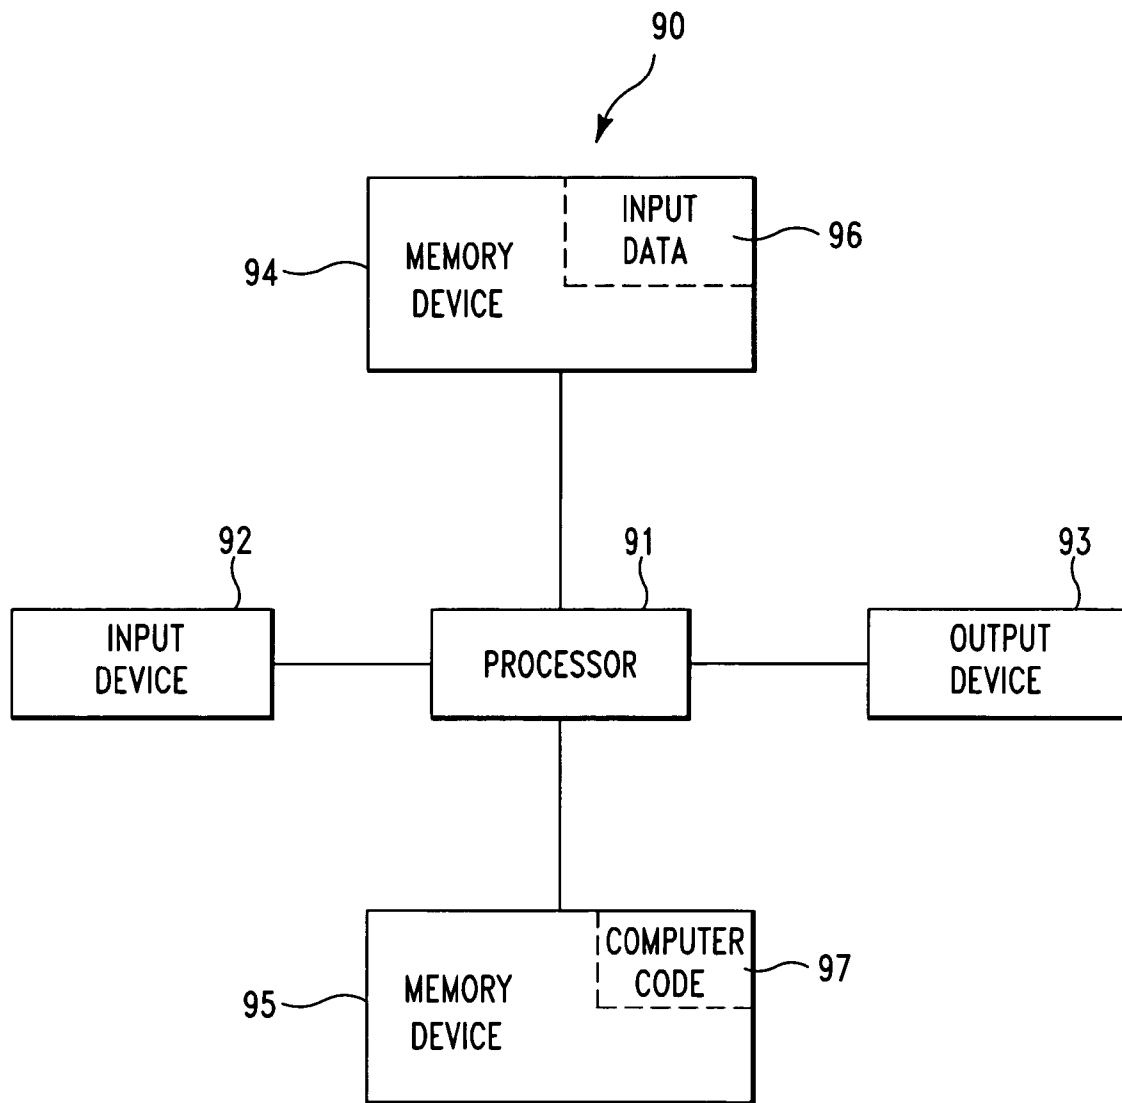 90
INPUT
DATA
96
94
MEMORY
DEVICE
92
91
93
INPUT
DEVICE
PROCESSOR
OUTPUT
DEVICE
COMPUTER
CODE
97
95
MEMORY
DEVICE